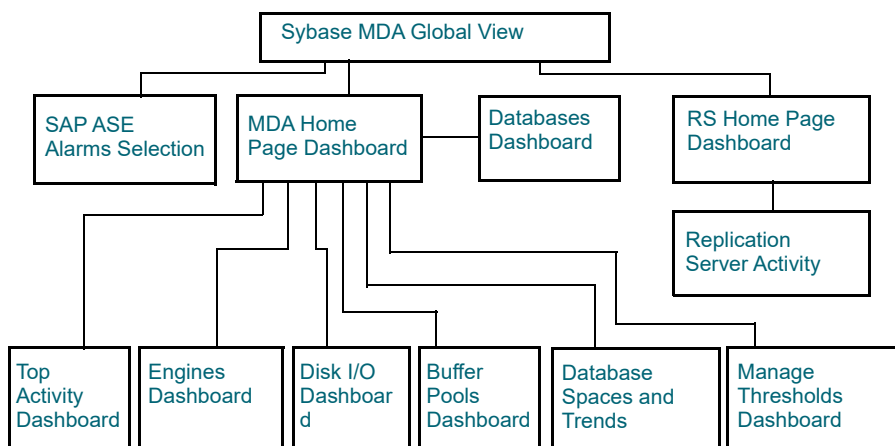 Sybase MDA Global View
SAP ASE
Alarms Selection
MDA Home
Page Dashboard
Databases
Dashboard
RS Home Page
Dashboard
Replication
Server Activity
Top
Activity
Dashboard
Engines
Dashboard
Disk I/O
Dashboar
d
Buffer
Pools
Dashboard
Database
Spaces and
Trends
Manage
Thresholds
Dashboard